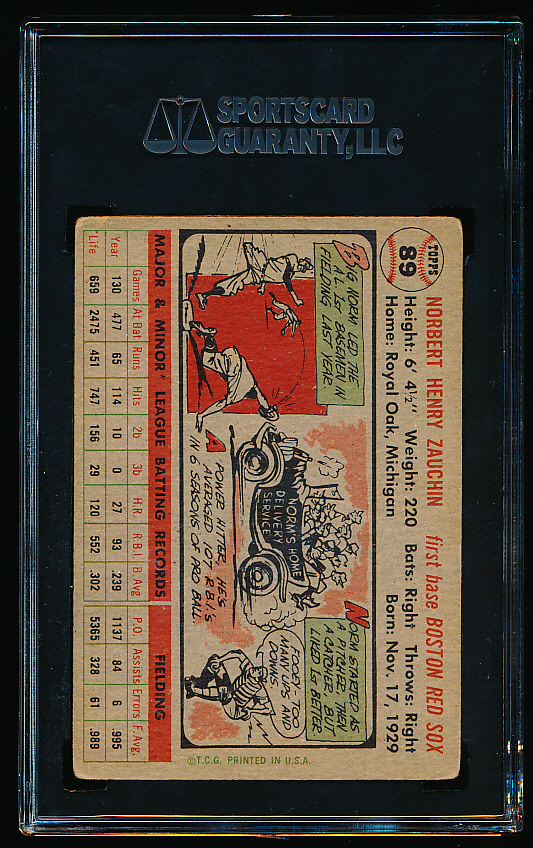 SPORTSCARD
GUARANTY, LLC
TOPPS
89
NORBERT HENRY ZAUCHIN first base BOSTON RED SOX
Height: 6' 4½" Weight: 220 Bats: Right Throws: Right
Home: Royal Oak, Michigan Born: Nov. 17, 1929
BIG NORM LED THE
A.L. 1ST BASEMEN IN
FIELDING LAST YEAR.
NORM'S HOME
DELIVERY
SERVICE
A POWER HITTER, HE'S
AVERAGED 107 R.B.I.'S
IN 6 SEASONS OF PRO BALL.
NORM STARTED AS
A PITCHER, THEN
A CATCHER, BUT
LIKED 1ST BETTER
FOOEY - TOO
MANY UPS AND
DOWNS
MAJOR & MINOR* LEAGUE BATTING RECORDS FIELDING
Games At Bat Runs Hits 2b 3b H.R. R.B.I. B Avg. P.O. Assists Errors F. Avg.
Year 130 477 65 114 10 0 27 93 .239 1137 84 6 .995
*Life 659 2475 451 747 156 29 120 552 .302 5365 328 61 .989
©T.C.G. PRINTED IN U.S.A.